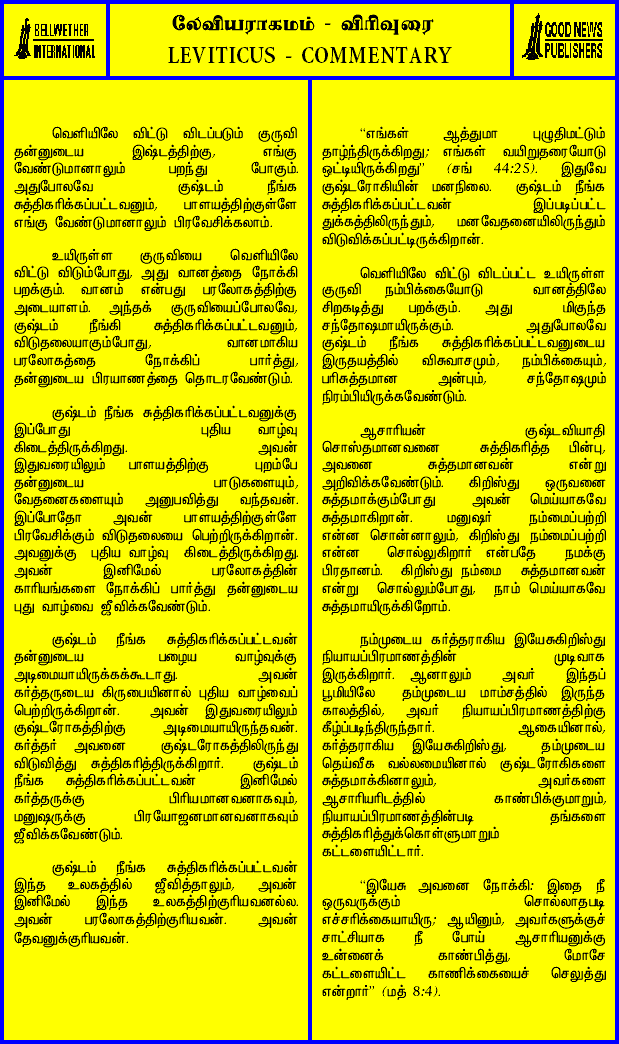 BELLWETHER
INTERNATIONAL
லேவியராகமம் - விரிவுரை
LEVITICUS - COMMENTARY
GOOD NEWS
PUBLISHERS
வெளியிலே விட்டு விடப்படும் குருவி
தன்னுடைய இஷ்டத்திற்கு, எங்கு
வேண்டுமானாலும் பறந்து போகும்.
அதுபோலவே குஷ்டம் நீங்க
சுத்திகரிக்கப்பட்டவனும், பாளயத்திற்குள்ளே
எங்கு வேண்டுமானாலும் பிரவேசிக்கலாம்.
உயிருள்ள குருவியை வெளியிலே
விட்டு விடும்போது, அது வானத்தை நோக்கி
பறக்கும். வானம் என்பது பரலோகத்திற்கு
அடையாளம். அந்தக் குருவியைப்போலவே,
குஷ்டம் நீங்கி சுத்திகரிக்கப்பட்டவனும்,
விடுதலையாகும்போது, வானமாகிய
பரலோகத்தை நோக்கிப் பார்த்து,
தன்னுடைய பிரயாணத்தை தொடரவேண்டும்.
குஷ்டம் நீங்க சுத்திகரிக்கப்பட்டவனுக்கு
இப்போது புதிய வாழ்வு
கிடைத்திருக்கிறது. அவன்
இதுவரையிலும் பாளயத்திற்கு புறம்பே
தன்னுடைய பாடுகளையும்,
வேதனைகளையும் அனுபவித்து வந்தவன்.
இப்போதோ அவன் பாளயத்திற்குள்ளே
பிரவேசிக்கும் விடுதலையை பெற்றிருக்கிறான்.
அவனுக்கு புதிய வாழ்வு கிடைத்திருக்கிறது.
அவன் இனிமேல் பரலோகத்தின்
காரியங்களை நோக்கிப் பார்த்து தன்னுடைய
புது வாழ்வை ஜீவிக்கவேண்டும்.
குஷ்டம் நீங்க சுத்திகரிக்கப்பட்டவன்
தன்னுடைய பழைய வாழ்வுக்கு
அடிமையாயிருக்கக்கூடாது. அவன்
கர்த்தருடைய கிருபையினால் புதிய வாழ்வைப்
பெற்றிருக்கிறான். அவன் இதுவரையிலும்
குஷ்டரோகத்திற்கு அடிமையாயிருந்தவன்.
கர்த்தர் அவனை குஷ்டரோகத்திலிருந்து
விடுவித்து சுத்திகரித்திருக்கிறார். குஷ்டம்
நீங்க சுத்திகரிக்கப்பட்டவன் இனிமேல்
கர்த்தருக்கு பிரியமானவனாகவும்,
மனுஷருக்கு பிரயோஜனமானவனாகவும்
ஜீவிக்கவேண்டும்.
குஷ்டம் நீங்க சுத்திகரிக்கப்பட்டவன்
இந்த உலகத்தில் ஜீவித்தாலும், அவன்
இனிமேல் இந்த உலகத்திற்குரியவனல்ல.
அவன் பரலோகத்திற்குரியவன். அவன்
தேவனுக்குரியவன்.
“எங்கள் ஆத்துமா புழுதிமட்டும்
தாழ்ந்திருக்கிறது; எங்கள் வயிறுதரையோடு
ஒட்டியிருக்கிறது” (சங் 44:25). இதுவே
குஷ்டரோகியின் மனநிலை. குஷ்டம் நீங்க
சுத்திகரிக்கப்பட்டவன் இப்படிப்பட்ட
துக்கத்திலிருந்தும், மனவேதனையிலிருந்தும்
விடுவிக்கப்பட்டிருக்கிறான்.
வெளியிலே விட்டு விடப்பட்ட உயிருள்ள
குருவி நம்பிக்கையோடு வானத்திலே
சிறகடித்து பறக்கும். அது மிகுந்த
சந்தோஷமாயிருக்கும். அதுபோலவே
குஷ்டம் நீங்க சுத்திகரிக்கப்பட்டவனுடைய
இருதயத்தில் விசுவாசமும், நம்பிக்கையும்,
பரிசுத்தமான அன்பும், சந்தோஷமும்
நிரம்பியிருக்கவேண்டும்.
ஆசாரியன் குஷ்டவியாதி
சொஸ்தமானவனை சுத்திகரித்த பின்பு,
அவனை சுத்தமானவன் என்று
அறிவிக்கவேண்டும். கிறிஸ்து ஒருவனை
சுத்தமாக்கும்போது அவன் மெய்யாகவே
சுத்தமாகிறான். மனுஷர் நம்மைப்பற்றி
என்ன சொன்னாலும், கிறிஸ்து நம்மைப்பற்றி
என்ன சொல்லுகிறார் என்பதே நமக்கு
பிரதானம். கிறிஸ்து நம்மை சுத்தமானவன்
என்று சொல்லும்போது, நாம் மெய்யாகவே
சுத்தமாயிருக்கிறோம்.
நம்முடைய கர்த்தராகிய இயேசுகிறிஸ்து
நியாயப்பிரமாணத்தின் முடிவாக
இருக்கிறார். ஆனாலும் அவர் இந்தப்
பூமியிலே தம்முடைய மாம்சத்தில் இருந்த
காலத்தில், அவர் நியாயப்பிரமாணத்திற்கு
கீழ்ப்படிந்திருந்தார். ஆகையினால்,
கர்த்தராகிய இயேசுகிறிஸ்து, தம்முடைய
தெய்வீக வல்லமையினால் குஷ்டரோகிகளை
சுத்தமாக்கினாலும், அவர்களை
ஆசாரியரிடத்தில் காண்பிக்குமாறும்,
நியாயப்பிரமாணத்தின்படி தங்களை
சுத்திகரித்துக்கொள்ளுமாறும்
கட்டளையிட்டார்.
“இயேசு அவனை நோக்கி: இதை நீ
ஒருவருக்கும் சொல்லாதபடி
எச்சரிக்கையாயிரு; ஆயினும், அவர்களுக்குச்
சாட்சியாக நீ போய் ஆசாரியனுக்கு
உன்னைக் காண்பித்து, மோசே
கட்டளையிட்ட காணிக்கையைச் செலுத்து
என்றார்” (மத் 8:4).